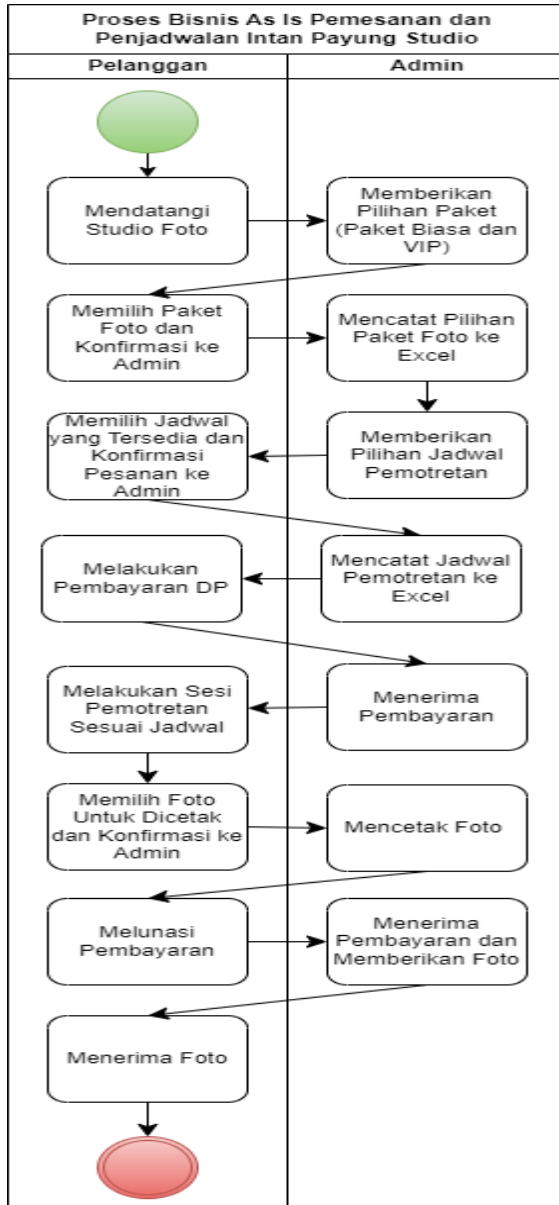 Proses Bisnis As Is Pemesanan dan
Penjadwalan Intan Payung Studio
Pelanggan
Admin
Mendatangi
Studio Foto
Memberikan
Pilihan Paket
(Paket Biasa dan
VIP)
Memilih Paket
Foto dan
Konfirmasi ke
Admin
Mencatat Pilihan
Paket Foto ke
Excel
Memberikan
Pilihan Jadwal
Pemotretan
Memilih Jadwal
yang Tersedia dan
Konfirmasi
Pesanan ke
Admin
Mencatat Jadwal
Pemotretan ke
Excel
Melakukan
Pembayaran DP
Menerima
Pembayaran
Melakukan Sesi
Pemotretan
Sesuai Jadwal
Memilih Foto
Untuk Dicetak
dan Konfirmasi ke
Admin
Mencetak Foto
Melunasi
Pembayaran
Menerima
Pembayaran dan
Memberikan Foto
Menerima Foto